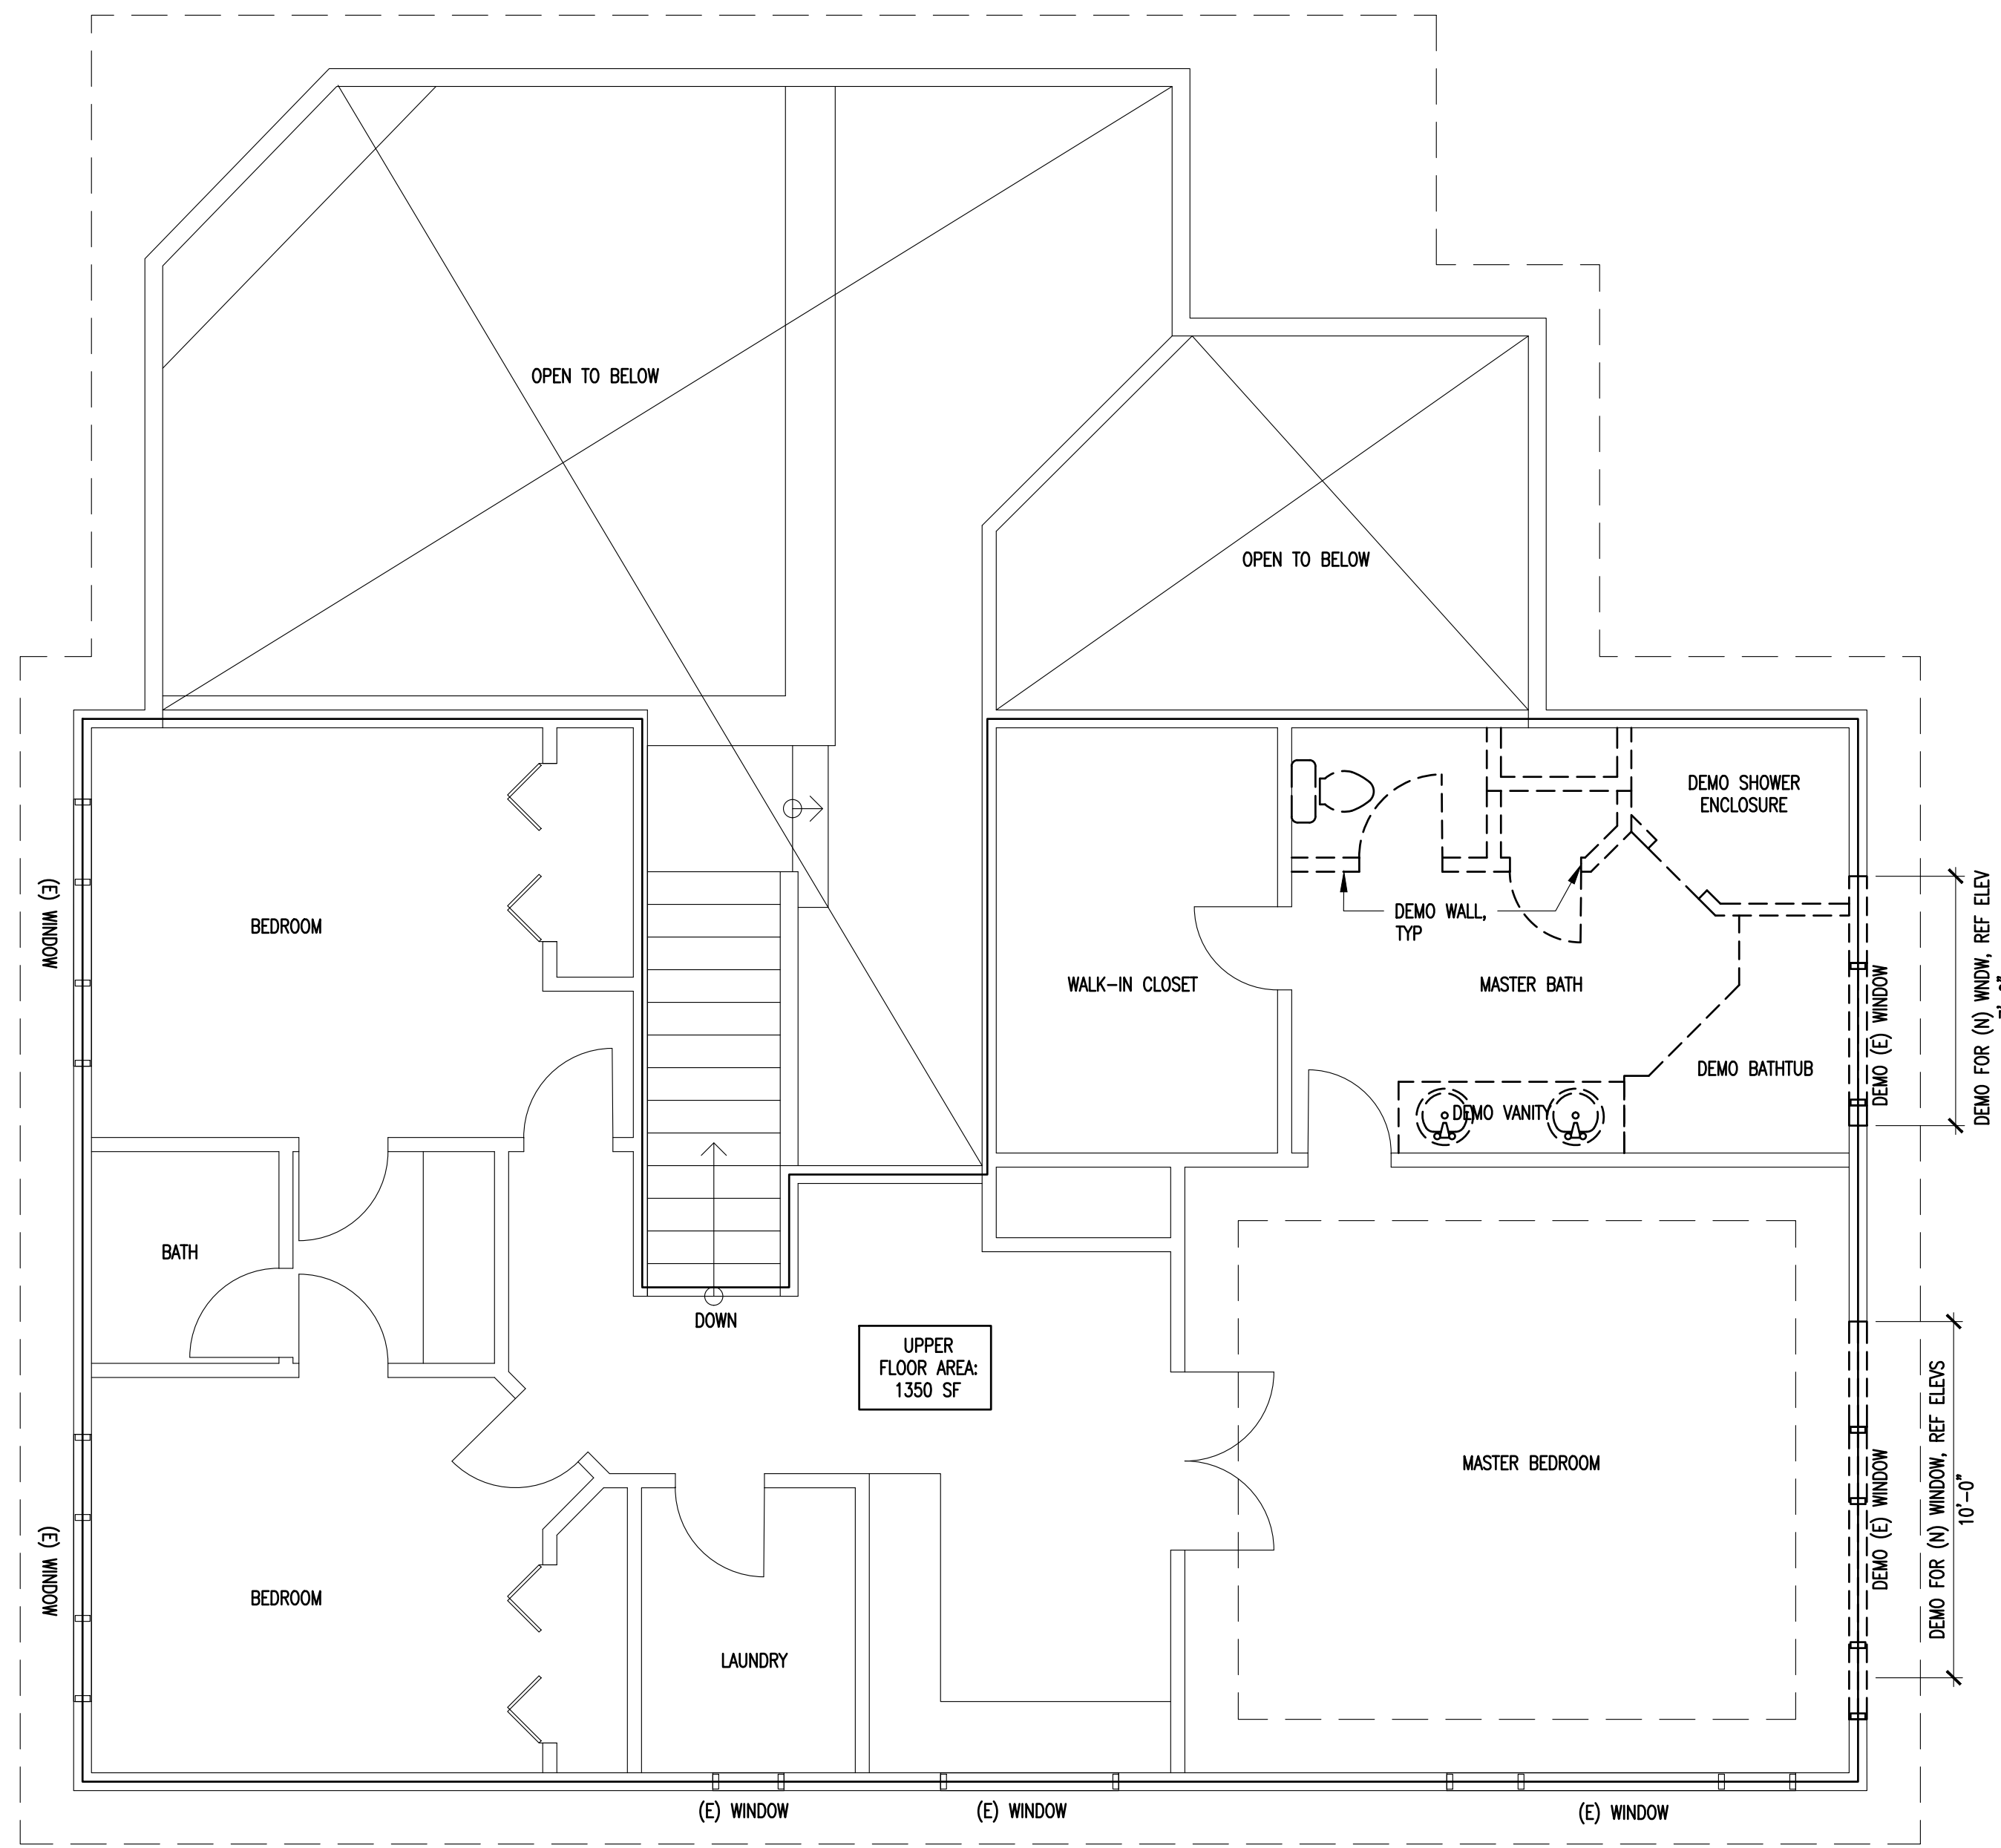 OPEN TO BELOW
OPEN TO BELOW
DEMO SHOWER
ENCLOSURE
(E) WINDOW
BEDROOM
DEMO WALL,
TYP
WALK-IN CLOSET
MASTER BATH
DEMO (E) WINDOW
DEMO FOR (N) WNDW, REF ELEV
DEMO BATHTUB
DEMO VANITY
BATH
DOWN
UPPER
FLOOR AREA:
1350 SF
MASTER BEDROOM
DEMO (E) WINDOW
DEMO FOR (N) WINDOW, REF ELEVS
10'-0"
(E) WINDOW
BEDROOM
LAUNDRY
(E) WINDOW
(E) WINDOW
(E) WINDOW